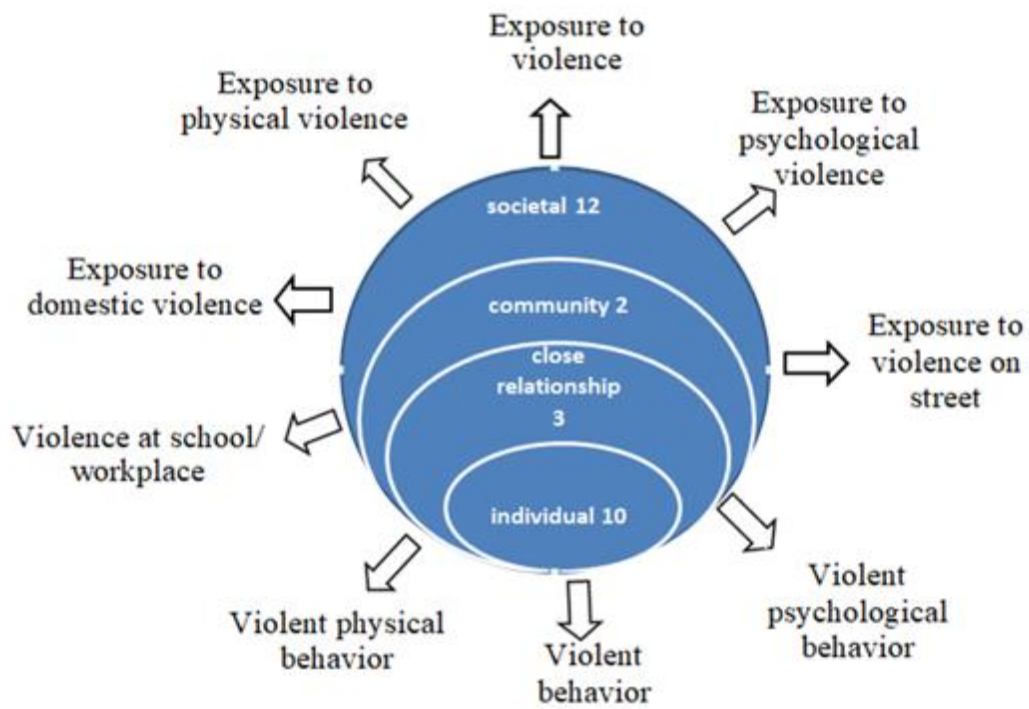 Exposure to
violence
Exposure to
physical violence
Exposure to
psychological
violence
societal 12
Exposure to
domestic violence
community 2
Exposure to
violence on
street
close
relationship
3
Violence at school/
workplace
individual 10
Violent
psychological
behavior
Violent physical
behavior
Violent
behavior